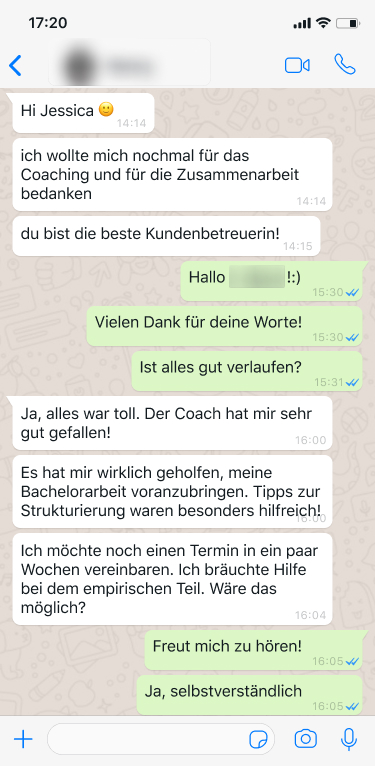 17:20
Hi Jessica 🙂
14:14
ich wollte mich nochmal für das
Coaching und für die Zusammenarbeit
bedanken
14:14
du bist die beste Kundenbetreuerin!
14:15
Hallo !:)
15:30
Vielen Dank für deine Worte!
15:30
Ist alles gut verlaufen?
15:31
Ja, alles war toll. Der Coach hat mir sehr
gut gefallen!
16:00
Es hat mir wirklich geholfen, meine
Bachelorarbeit voranzubringen. Tipps zur
Strukturierung waren besonders hilfreich!
16:00
Ich möchte noch einen Termin in ein paar
Wochen vereinbaren. Ich bräuchte Hilfe
bei dem empirischen Teil. Wäre das
möglich?
16:04
Freut mich zu hören!
16:05
Ja, selbstverständlich
16:05